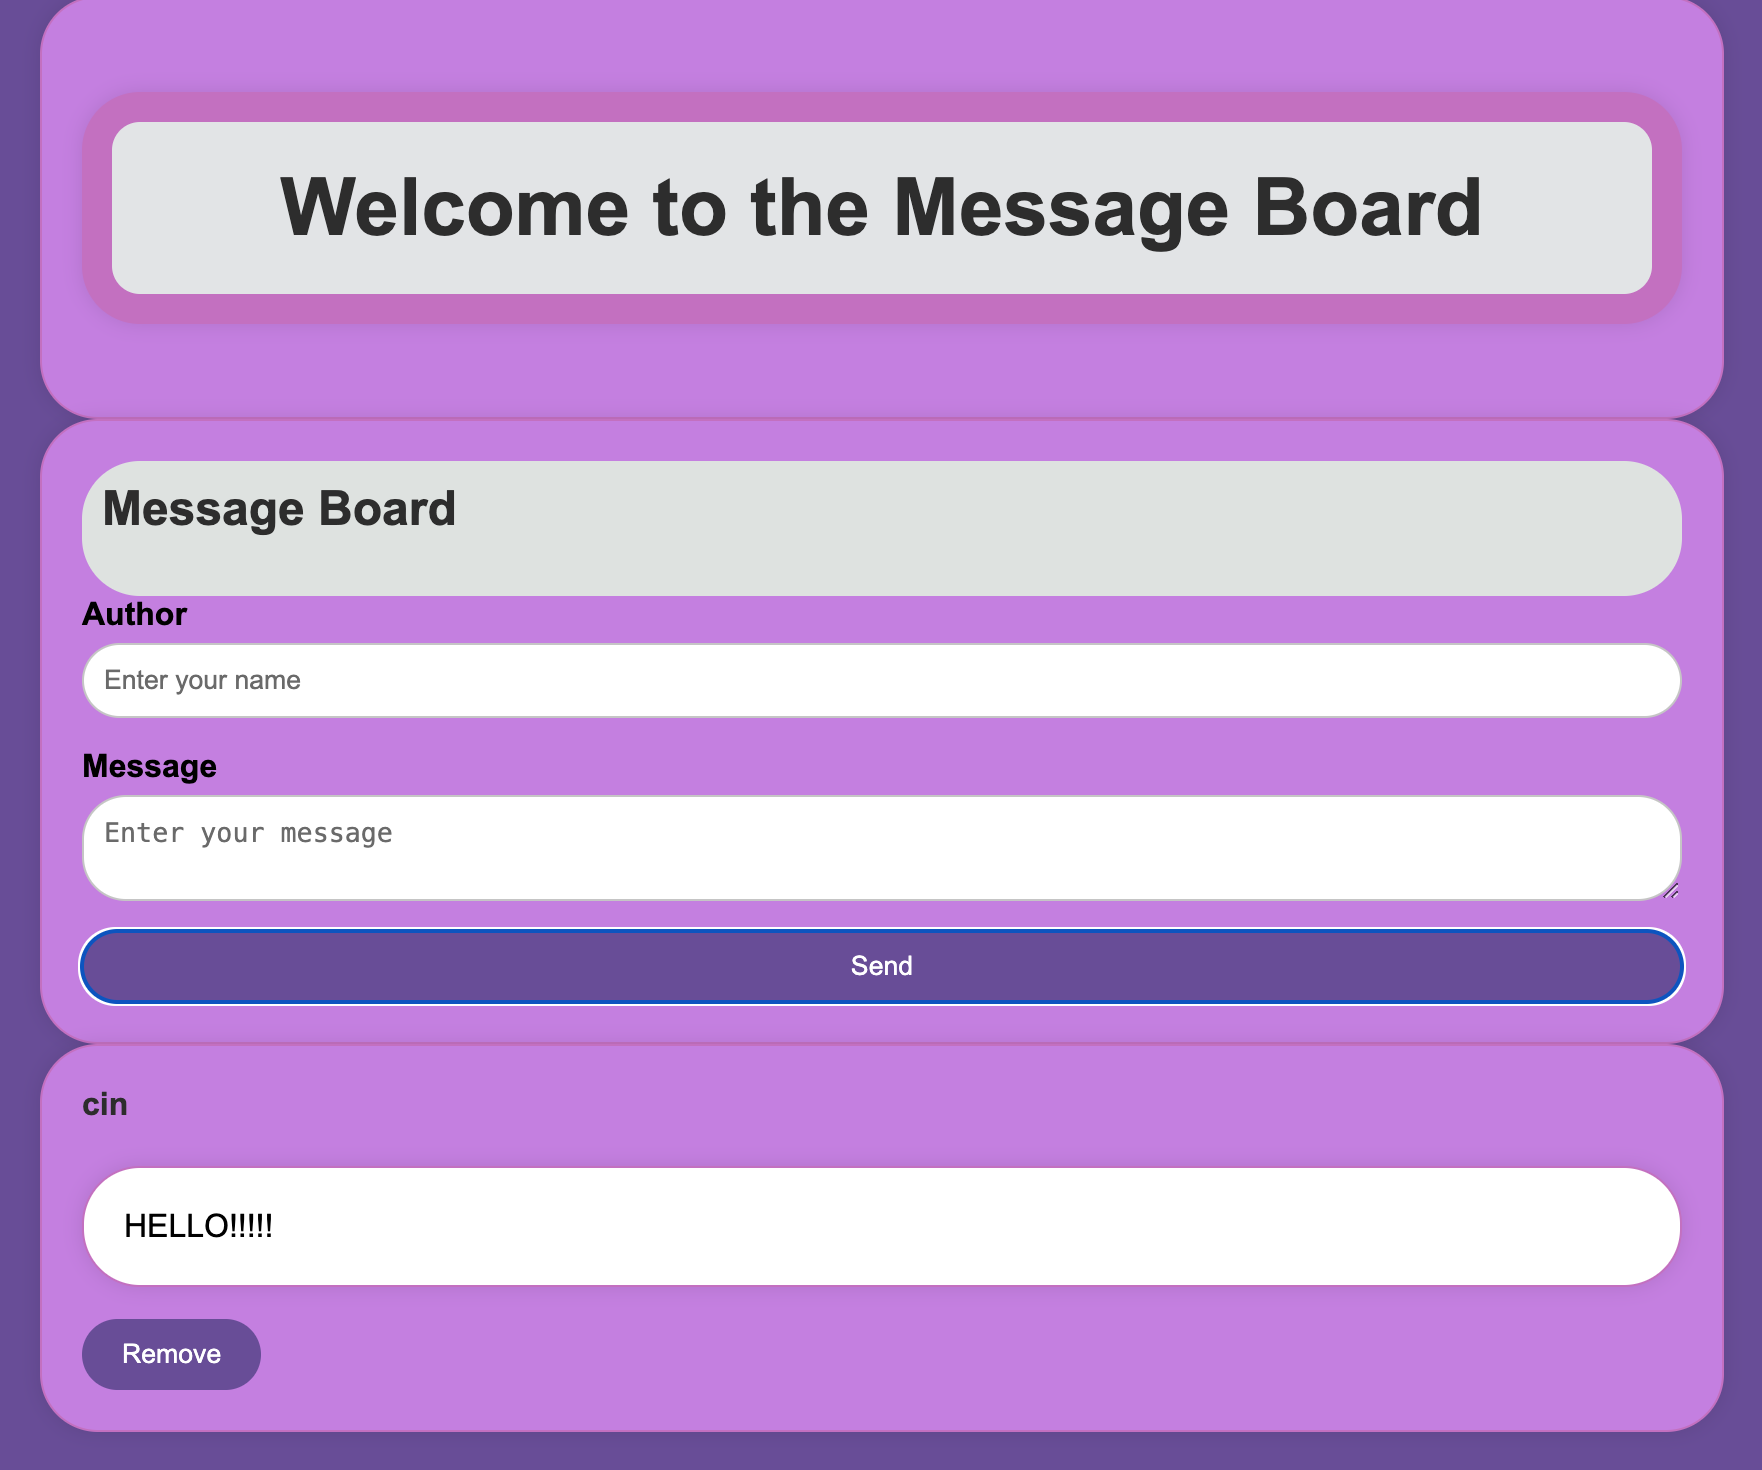 Welcome to the Message Board
Message Board
Author
Enter your name
Message
Enter your message
Send
cin
HELLO!!!!!
Remove